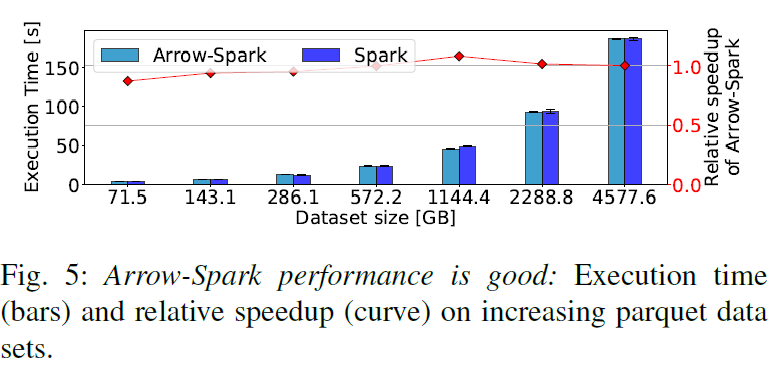 Arrow-Spark Spark
Execution Time [s]
150
100
50
0
1.0
0.5
0.0
Relative speedup
of Arrow-Spark
71.5 143.1 286.1 572.2 1144.4 2288.8 4577.6
Dataset size [GB]
Fig. 5: Arrow-Spark performance is good: Execution time
(bars) and relative speedup (curve) on increasing parquet data
sets.